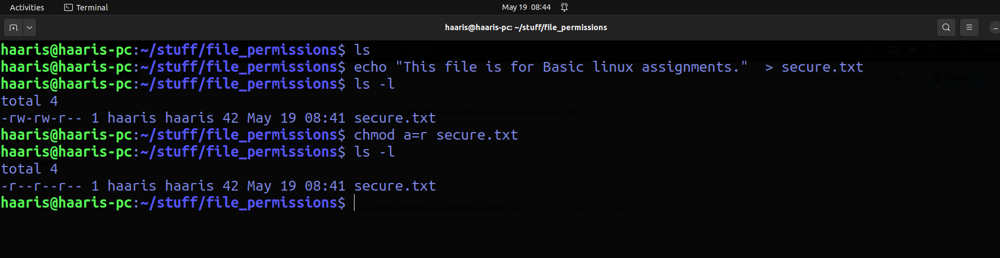 Activities Terminal May 19 08:44
haaris@haaris-pc: ~/stuff/file_permissions
haaris@haaris-pc:~/stuff/file_permissions$ ls
haaris@haaris-pc:~/stuff/file_permissions$ echo "This file is for Basic linux assignments."  > secure.txt
haaris@haaris-pc:~/stuff/file_permissions$ ls -l
total 4
-rw-rw-r-- 1 haaris haaris 42 May 19 08:41 secure.txt
haaris@haaris-pc:~/stuff/file_permissions$ chmod a=r secure.txt
haaris@haaris-pc:~/stuff/file_permissions$ ls -l
total 4
-r--r--r-- 1 haaris haaris 42 May 19 08:41 secure.txt
haaris@haaris-pc:~/stuff/file_permissions$